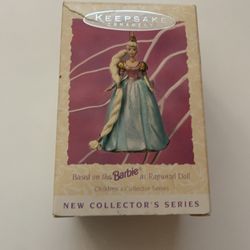 KEEPSAKE
ORNAMENT
Based on the Barbie as Rapunzel Doll
Children's Collector Series
NEW COLLECTOR'S SERIES